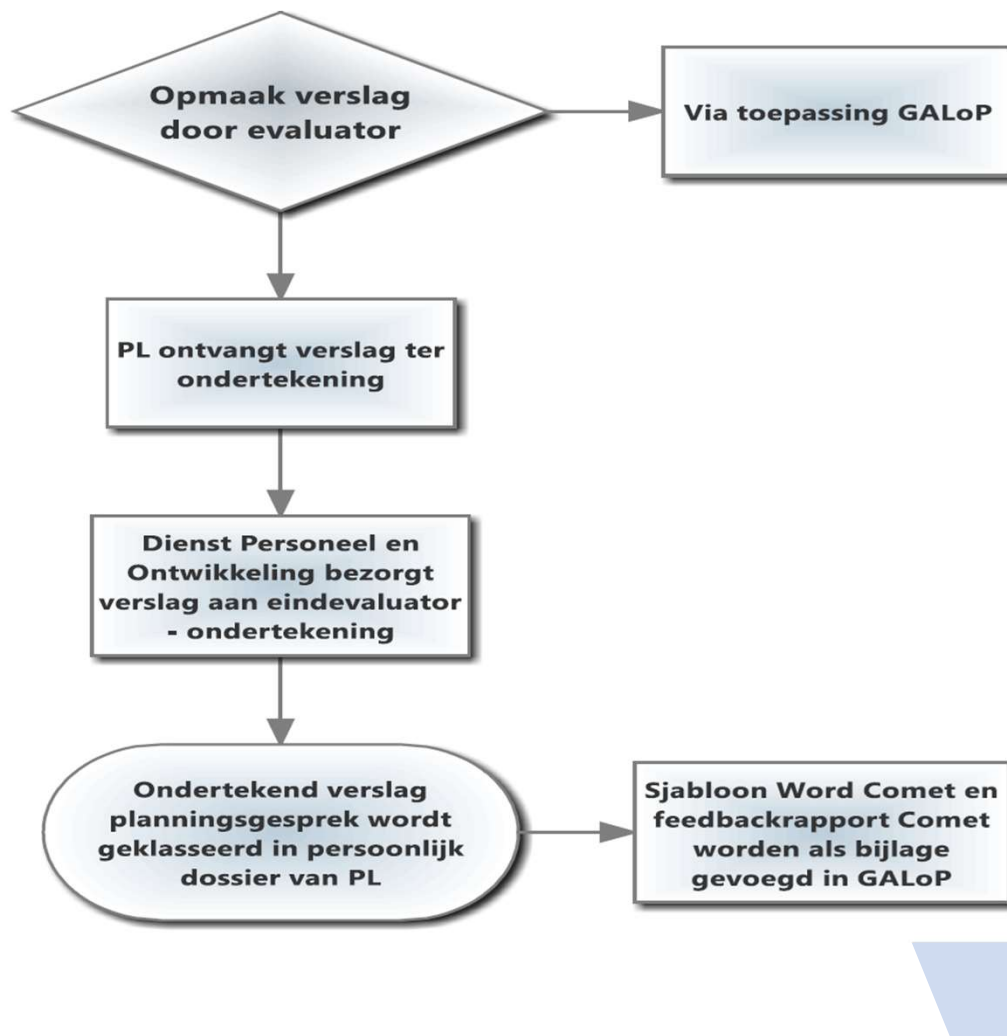 Opmaak verslag
door evaluator
Via toepassing GALoP
PL ontvangt verslag ter
ondertekening
Dienst Personeel en
Ontwikkeling bezorgt
verslag aan eindevaluator
- ondertekening
Ondertekend verslag
planningsgesprek wordt
geklasseerd in persoonlijk
dossier van PL
Sjabloon Word Comet en
feedbackrapport Comet
worden als bijlage
gevoegd in GALoP